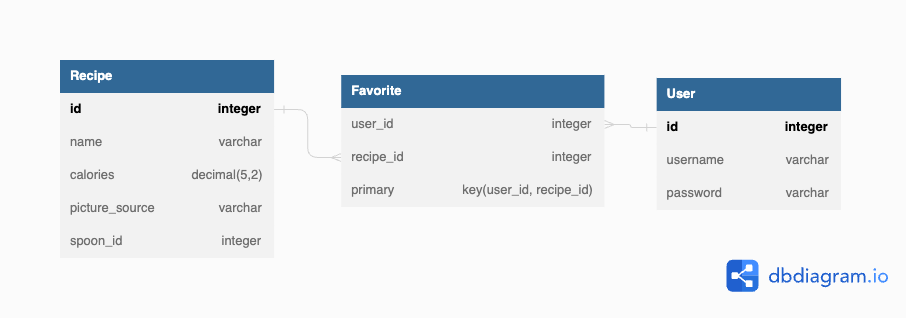 Recipe
id integer
name varchar
calories decimal(5,2)
picture_source varchar
spoon_id integer
Favorite
user_id integer
recipe_id integer
primary key(user_id, recipe_id)
User
id integer
username varchar
password varchar
dbdiagram.io